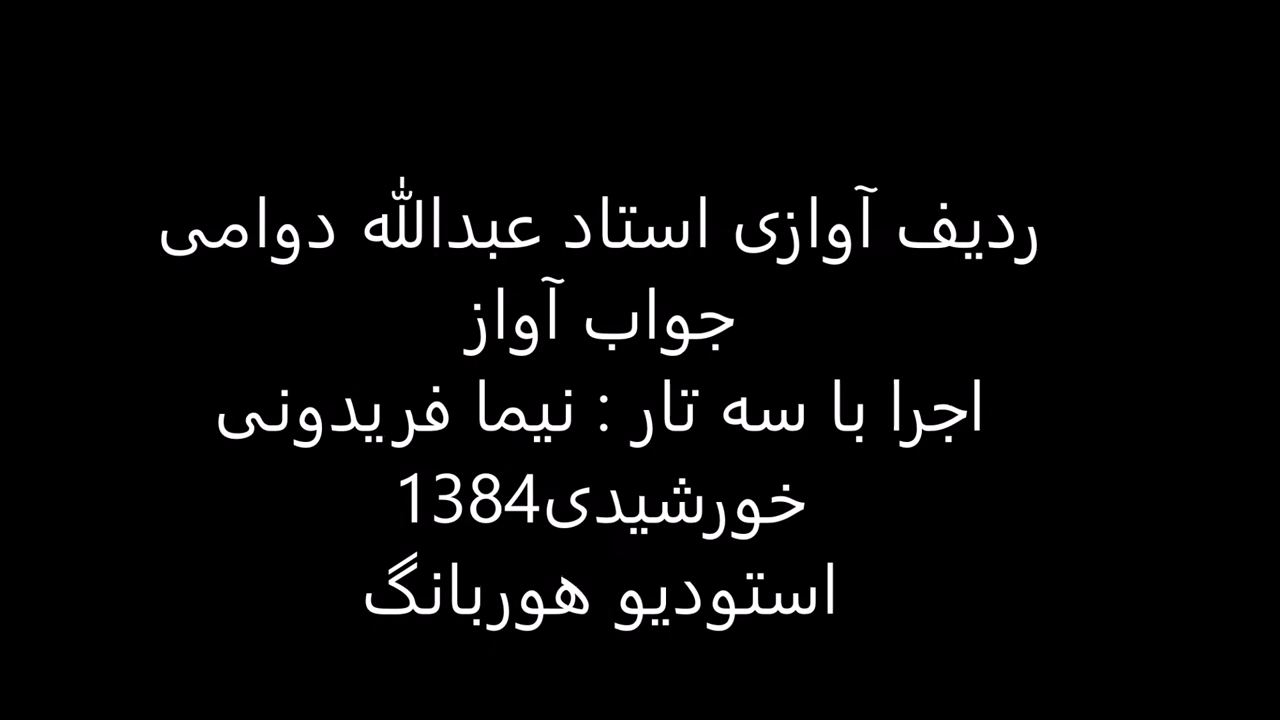 ردیف آوازی استاد عبدالله دوامی
جواب آواز
اجرا با سه تار : نیما فریدونی
خورشیدی1384
استودیو هوربانگ